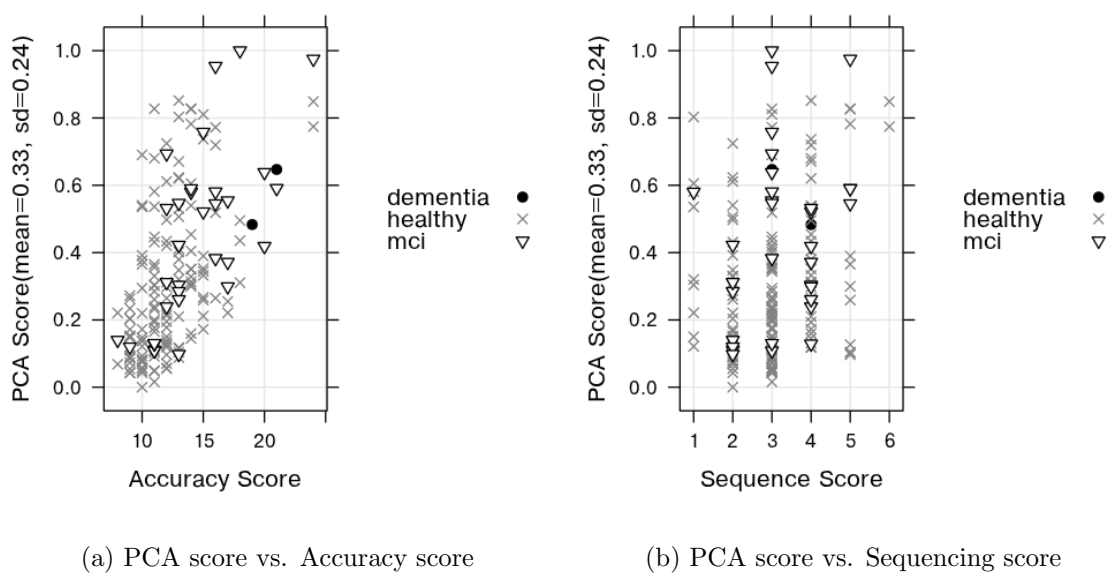 PCA Score(mean=0.33, sd=0.24)
1.0
0.8
0.6
0.4
0.2
0.0
10 15 20
Accuracy Score
dementia
healthy
mci
(a) PCA score vs. Accuracy score
PCA Score(mean=0.33, sd=0.24)
1.0
0.8
0.6
0.4
0.2
0.0
1 2 3 4 5 6
Sequence Score
dementia
healthy
mci
(b) PCA score vs. Sequencing score